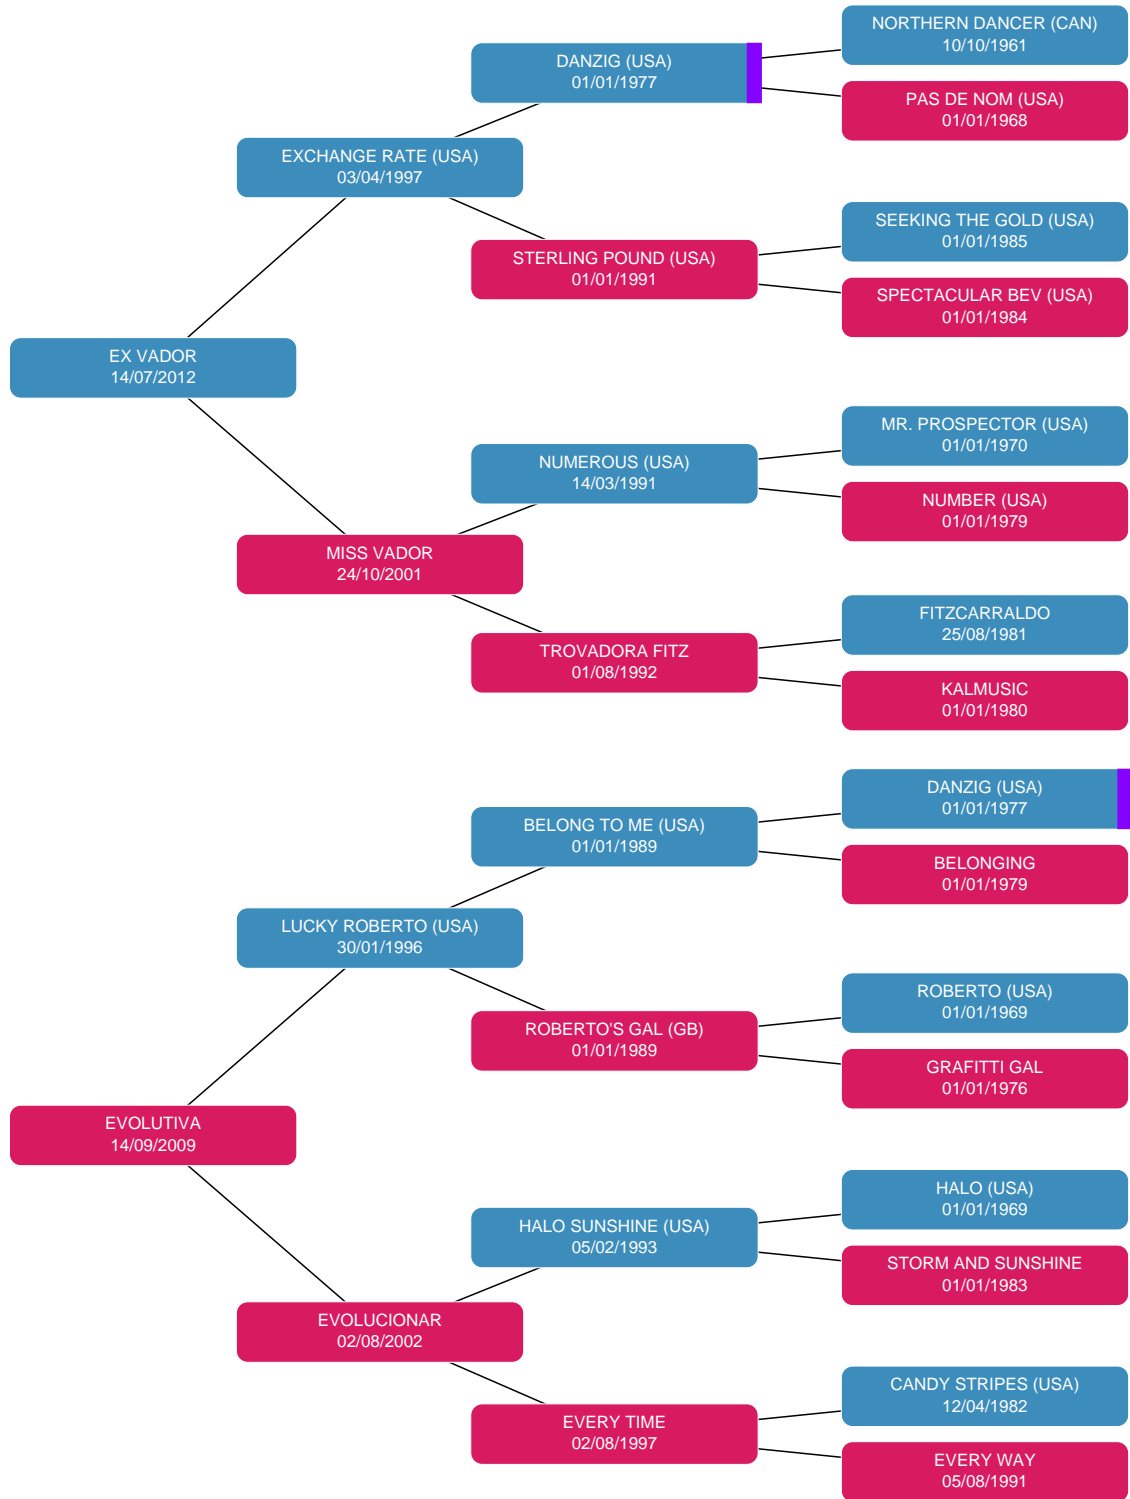 NORTHERN DANCER (CAN)
10/10/1961
DANZIG (USA)
01/01/1977
PAS DE NOM (USA)
01/01/1968
EXCHANGE RATE (USA)
03/04/1997
SEEKING THE GOLD (USA)
01/01/1985
STERLING POUND (USA)
01/01/1991
SPECTACULAR BEV (USA)
01/01/1984
EX VADOR
14/07/2012
MR. PROSPECTOR (USA)
01/01/1970
NUMEROUS (USA)
14/03/1991
NUMBER (USA)
01/01/1979
MISS VADOR
24/10/2001
FITZCARRALDO
25/08/1981
TROVADORA FITZ
01/08/1992
KALMUSIC
01/01/1980
DANZIG (USA)
01/01/1977
BELONG TO ME (USA)
01/01/1989
BELONGING
01/01/1979
LUCKY ROBERTO (USA)
30/01/1996
ROBERTO (USA)
01/01/1969
ROBERTO'S GAL (GB)
01/01/1989
GRAFITTI GAL
01/01/1976
EVOLUTIVA
14/09/2009
HALO (USA)
01/01/1969
HALO SUNSHINE (USA)
05/02/1993
STORM AND SUNSHINE
01/01/1983
EVOLUCIONAR
02/08/2002
CANDY STRIPES (USA)
12/04/1982
EVERY TIME
02/08/1997
EVERY WAY
05/08/1991